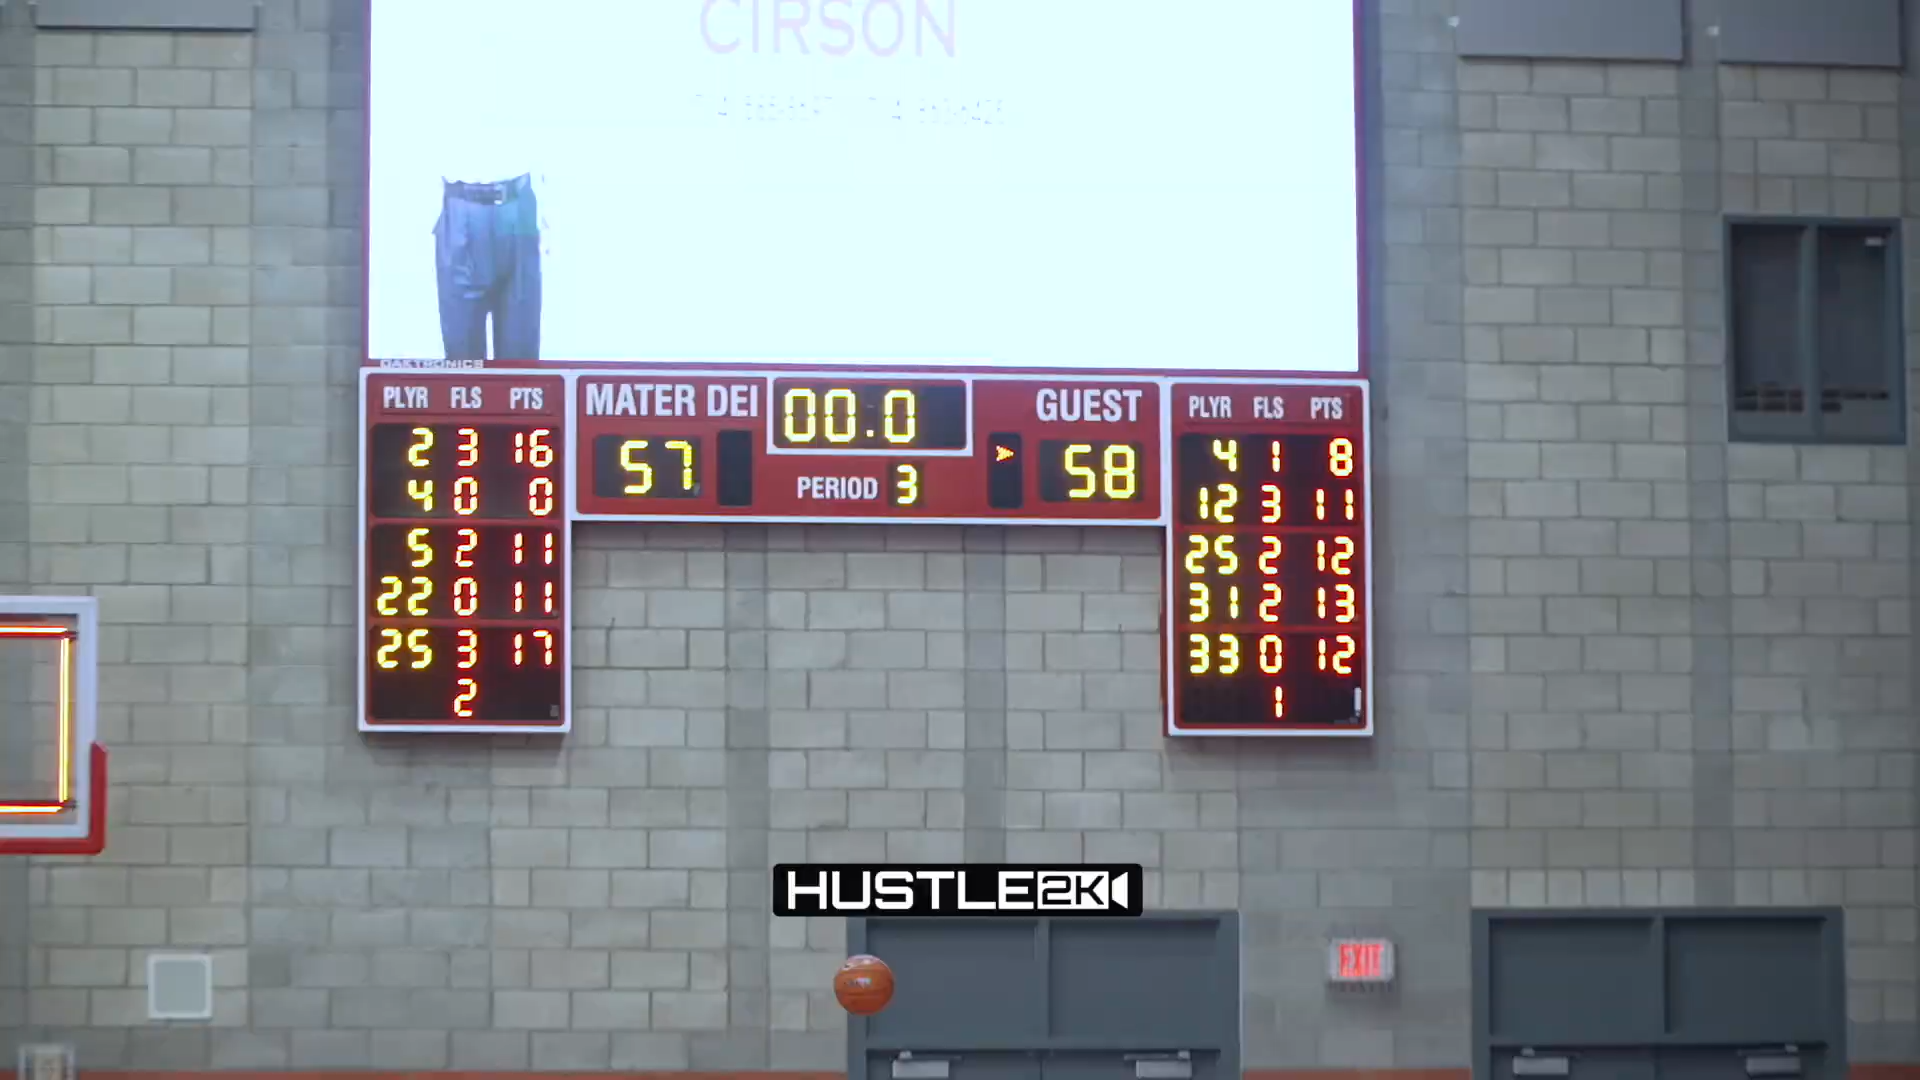 CIRSON
DAKTRONICS
PLYR FLS PTS
2 3 16
4 0 0
5 2 11
22 0 11
25 3 17
2
MATER DEI 00.0 GUEST
57 58
PERIOD 3
PLYR FLS PTS
4 1 8
12 3 11
25 2 12
31 2 13
33 0 12
1
HUSTLE2K
EXIT